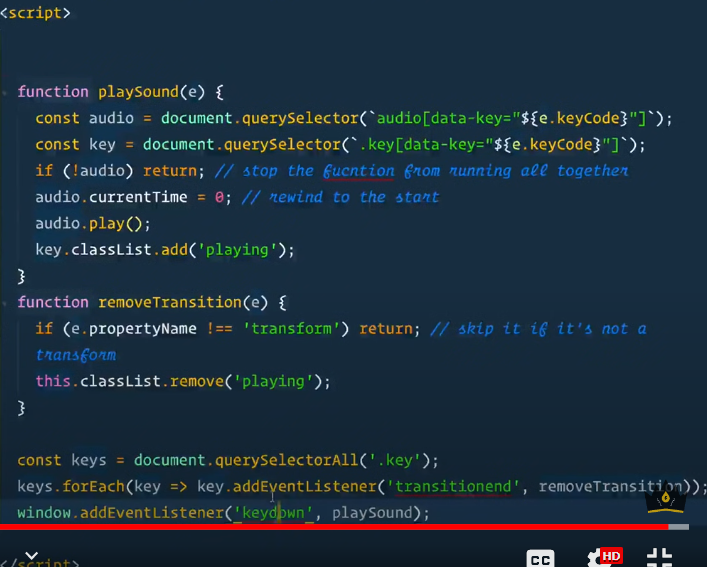 <script>
function playSound(e) {
const audio = document.querySelector(`audio[data-key="${e.keyCode}"]`);
const key = document.querySelector(`.key[data-key="${e.keyCode}"]`);
if (!audio) return; // stop the fucntion from running all together
audio.currentTime = 0; // rewind to the start
audio.play();
key.classList.add('playing');
}
function removeTransition(e) {
if (e.propertyName !== 'transform') return; // skip it if it's not a
transform
this.classList.remove('playing');
}
const keys = document.querySelectorAll('.key');
keys.forEach(key => key.addEventListener('transitionend', removeTransition));
window.addEventListener('keydown', playSound);
</script>
CC HD